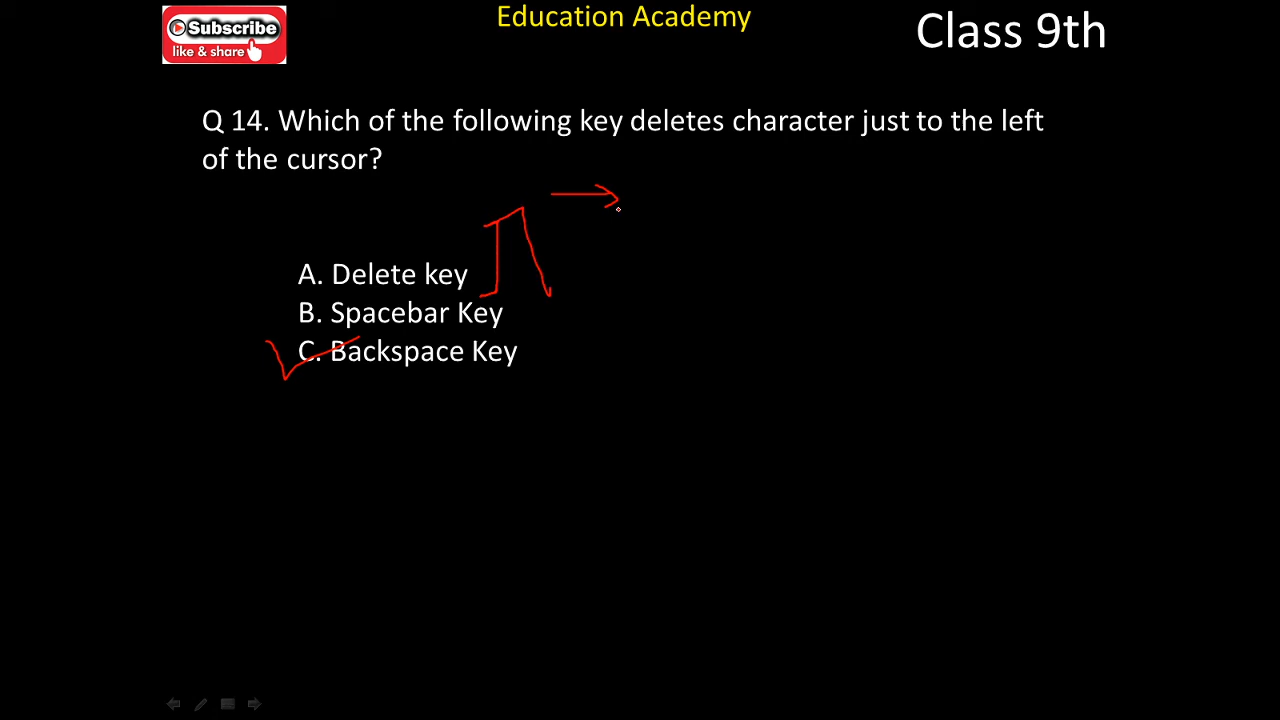 Subscribe
like & share
Education Academy
Class 9th
Q 14. Which of the following key deletes character just to the left
of the cursor?
A. Delete key
B. Spacebar Key
C. Backspace Key